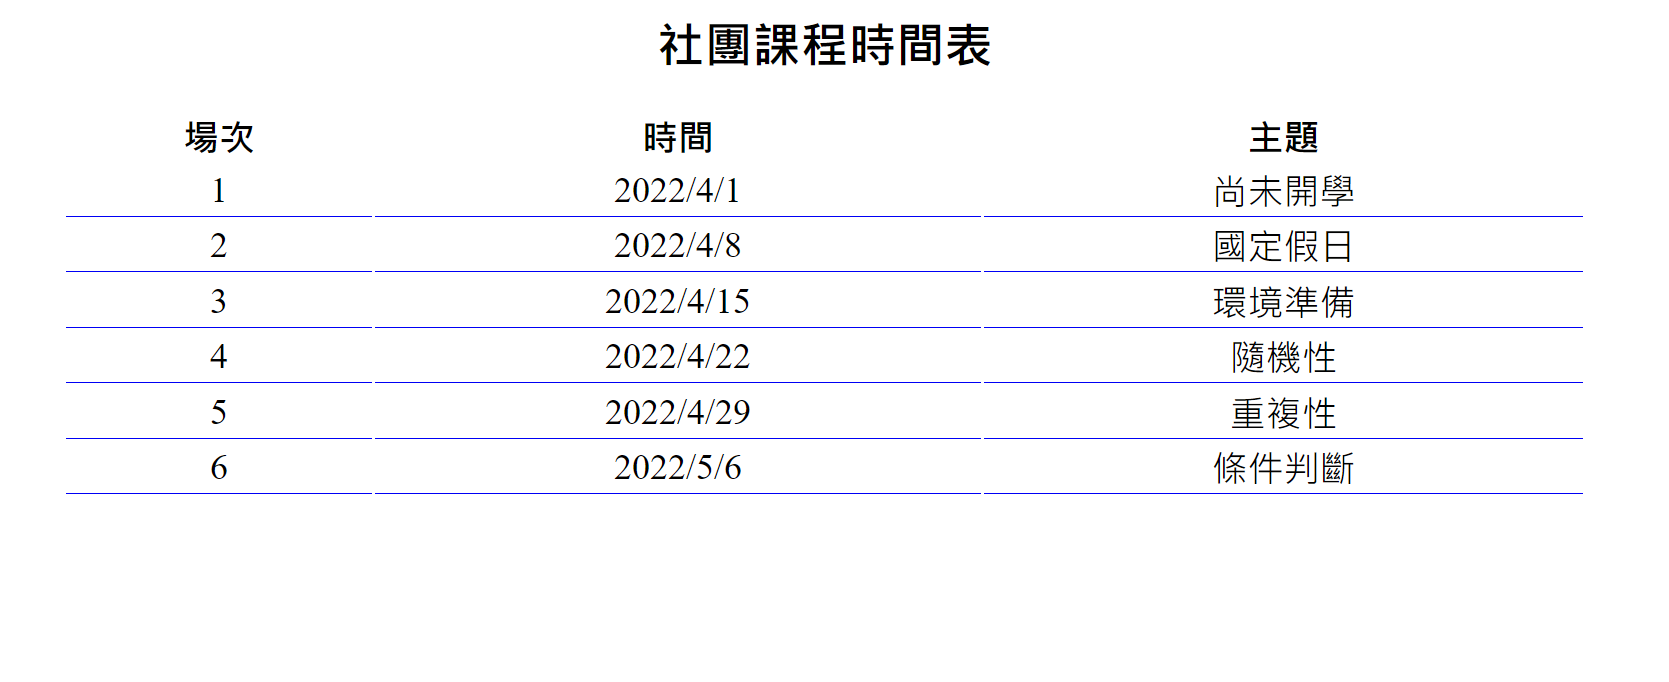 社團課程時間表
場次 時間 主題
1 2022/4/1 尚未開學
2 2022/4/8 國定假日
3 2022/4/15 環境準備
4 2022/4/22 隨機性
5 2022/4/29 重複性
6 2022/5/6 條件判斷